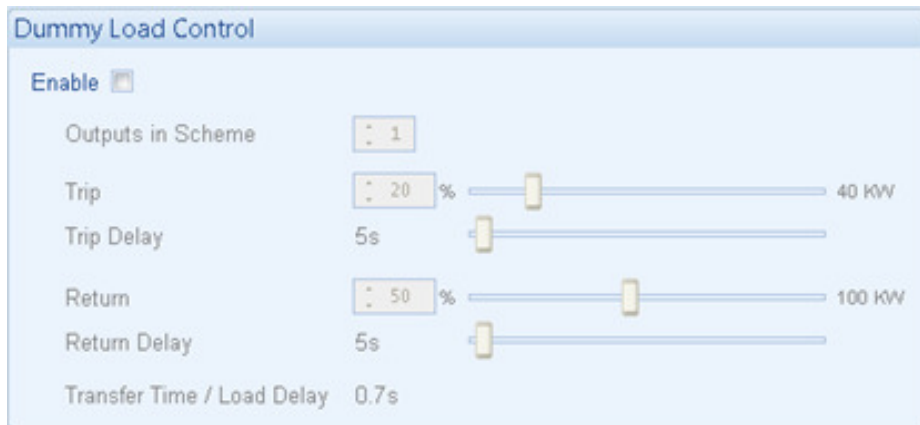 Dummy Load Control
Enable
Outputs in Scheme 1
Trip 20 % 40 KW
Trip Delay 5s
Return 50 % 100 KW
Return Delay 5s
Transfer Time / Load Delay 0.7s